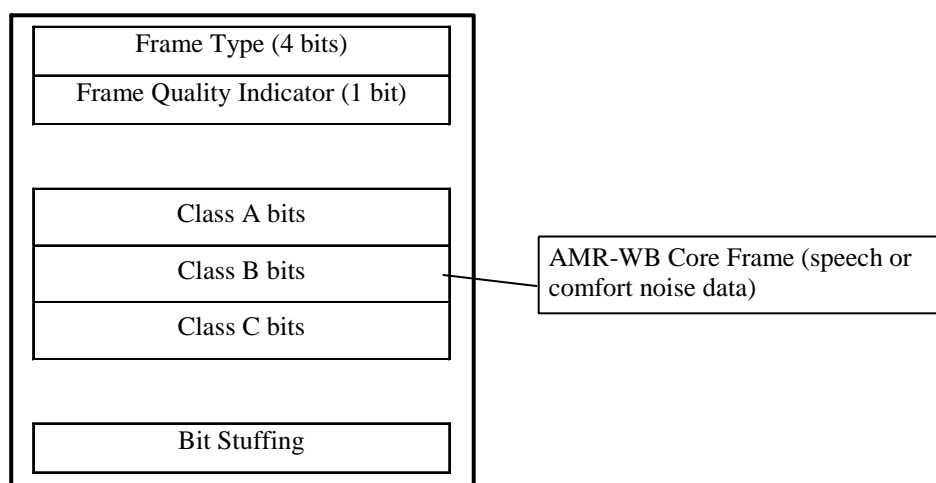 Frame Type (4 bits)
Frame Quality Indicator (1 bit)
Class A bits
Class B bits
Class C bits
AMR-WB Core Frame (speech or
comfort noise data)
Bit Stuffing